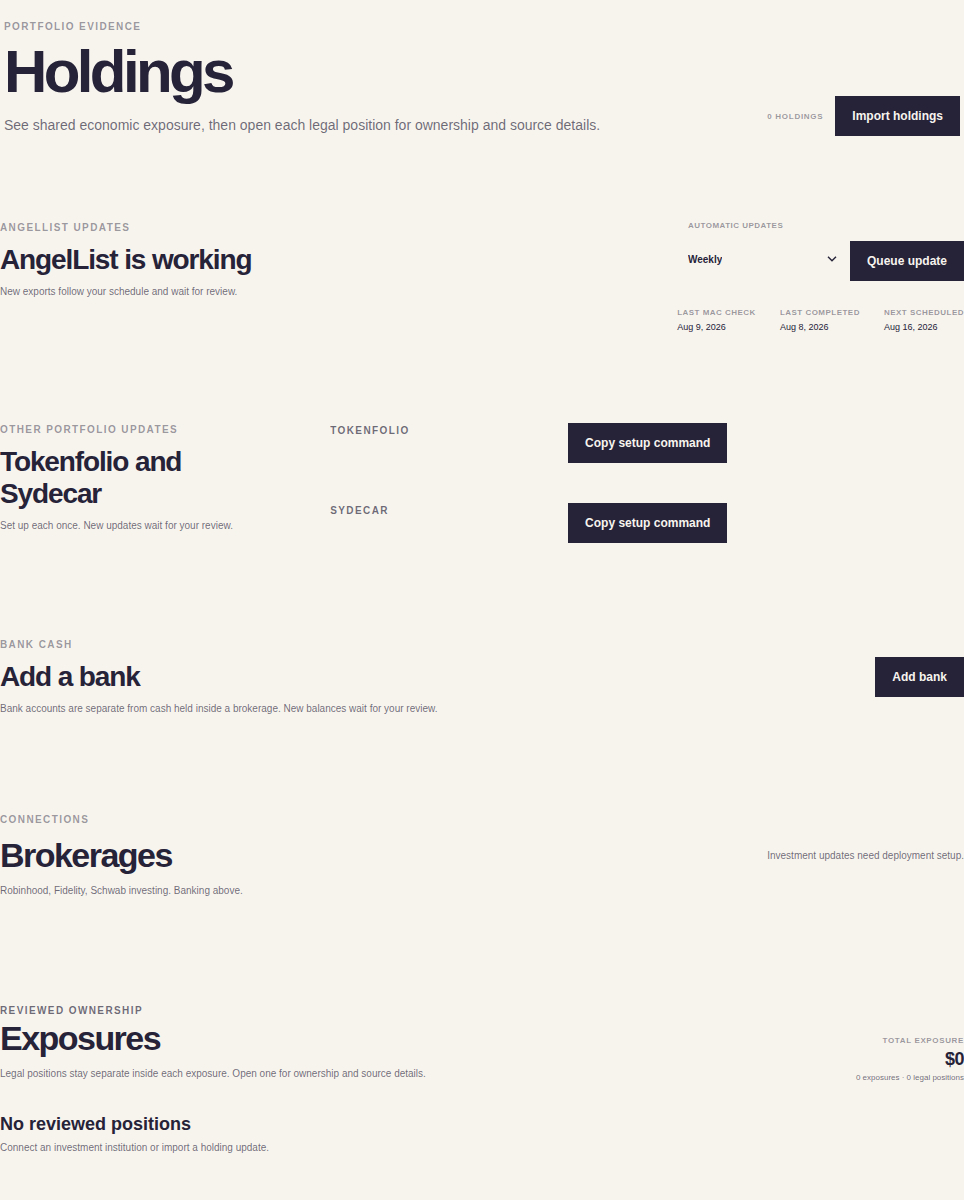 PORTFOLIO EVIDENCE
Holdings
See shared economic exposure, then open each legal position for ownership and source details.
0 HOLDINGS
Import holdings
ANGELLIST UPDATES
AngelList is working
New exports follow your schedule and wait for review.
AUTOMATIC UPDATES
Weekly
Queue update
LAST MAC CHECK
Aug 9, 2026
LAST COMPLETED
Aug 8, 2026
NEXT SCHEDULED
Aug 16, 2026
OTHER PORTFOLIO UPDATES
Tokenfolio and
Sydecar
Set up each once. New updates wait for your review.
TOKENFOLIO
Copy setup command
SYDECAR
Copy setup command
BANK CASH
Add a bank
Bank accounts are separate from cash held inside a brokerage. New balances wait for your review.
Add bank
CONNECTIONS
Brokerages
Robinhood, Fidelity, Schwab investing. Banking above.
Investment updates need deployment setup.
REVIEWED OWNERSHIP
Exposures
Legal positions stay separate inside each exposure. Open one for ownership and source details.
TOTAL EXPOSURE
$0
0 exposures · 0 legal positions
No reviewed positions
Connect an investment institution or import a holding update.